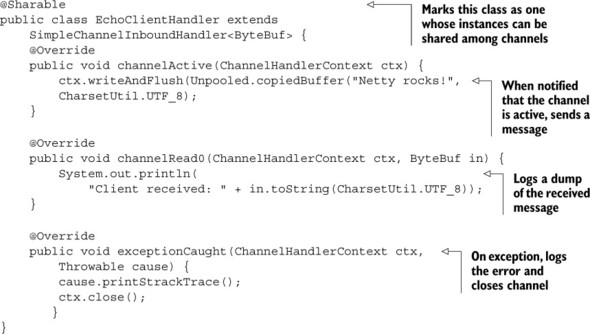 @Sharable
public class EchoClientHandler extends
SimpleChannelInboundHandler<ByteBuf> {
@Override
public void channelActive(ChannelHandlerContext ctx) {
ctx.writeAndFlush(Unpooled.copiedBuffer("Netty rocks!",
CharsetUtil.UTF_8);
}
@Override
public void channelRead0(ChannelHandlerContext ctx, ByteBuf in) {
System.out.println(
"Client received: " + in.toString(CharsetUtil.UTF_8));
}
@Override
public void exceptionCaught(ChannelHandlerContext ctx,
Throwable cause) {
cause.printStrackTrace();
ctx.close();
}
}
Marks this class as one
whose instances can be
shared among channels
When notified
that the channel
is active, sends a
message
Logs a dump
of the received
message
On exception, logs
the error and
closes channel